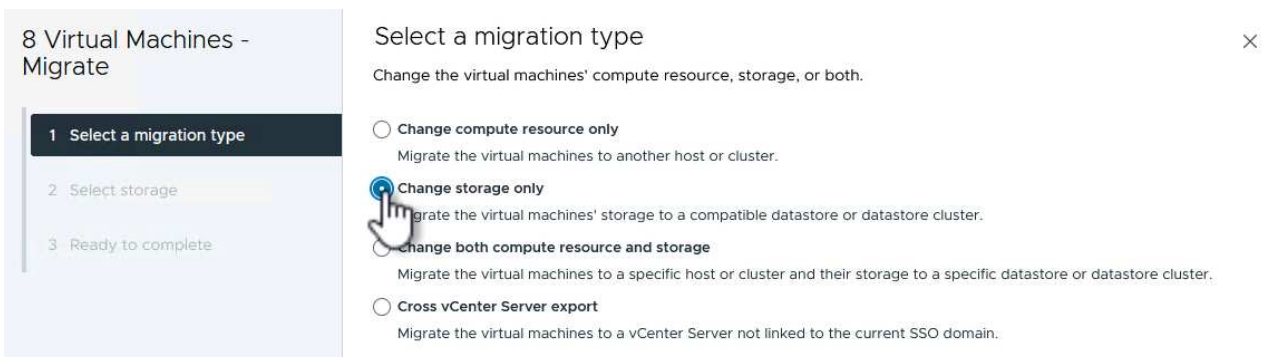 8 Virtual Machines -
Migrate
1 Select a migration type
2 Select storage
3 Ready to complete
Select a migration type
Change the virtual machines' compute resource, storage, or both.
Change compute resource only
Migrate the virtual machines to another host or cluster.
Change storage only
grate the virtual machines' storage to a compatible datastore or datastore cluster.
Change both compute resource and storage
Migrate the virtual machines to a specific host or cluster and their storage to a specific datastore or datastore cluster.
Cross vCenter Server export
Migrate the virtual machines to a vCenter Server not linked to the current SSO domain.